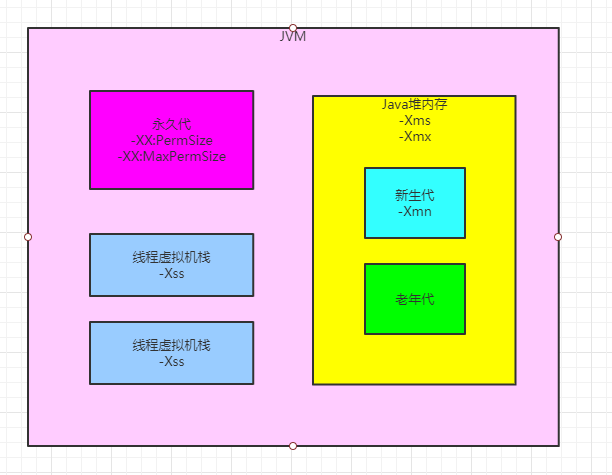 JVM
永久代
-XX:PermSize
-XX:MaxPermSize
线程虚拟机栈
-Xss
线程虚拟机栈
-Xss
Java堆内存
-Xms
-Xmx
新生代
-Xmn
老年代